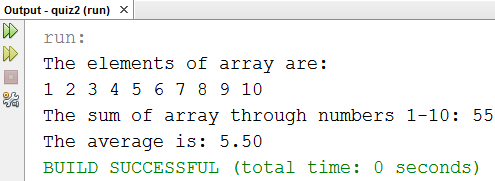 Output - quiz2 (run) ×
run:
The elements of array are:
1 2 3 4 5 6 7 8 9 10
The sum of array through numbers 1-10: 55
The average is: 5.50
BUILD SUCCESSFUL (total time: 0 seconds)